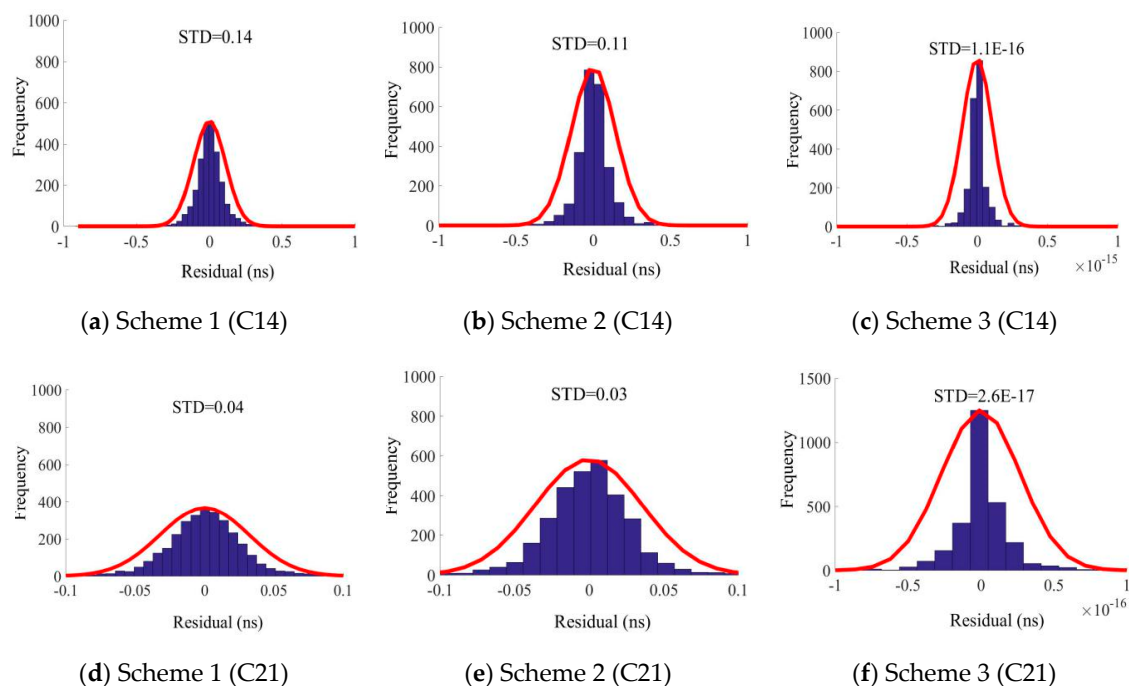 1000
800
600
400
200
0
Frequency
STD=0.14
-1 -0.5 0 0.5 1
Residual (ns)
(a) Scheme 1 (C14)
1000
800
600
400
200
0
Frequency
STD=0.11
-1 -0.5 0 0.5 1
Residual (ns)
(b) Scheme 2 (C14)
1000
800
600
400
200
0
Frequency
STD=1.1E-16
-1 -0.5 0 0.5 1
Residual (ns) ×10-15
(c) Scheme 3 (C14)
1000
800
600
400
200
0
Frequency
STD=0.04
-0.1 -0.05 0 0.05 0.1
Residual (ns)
(d) Scheme 1 (C21)
1000
800
600
400
200
0
Frequency
STD=0.03
-0.1 -0.05 0 0.05 0.1
Residual (ns)
(e) Scheme 2 (C21)
1500
1000
500
0
Frequency
STD=2.6E-17
-1 -0.5 0 0.5 1
Residual (ns) ×10-16
(f) Scheme 3 (C21)